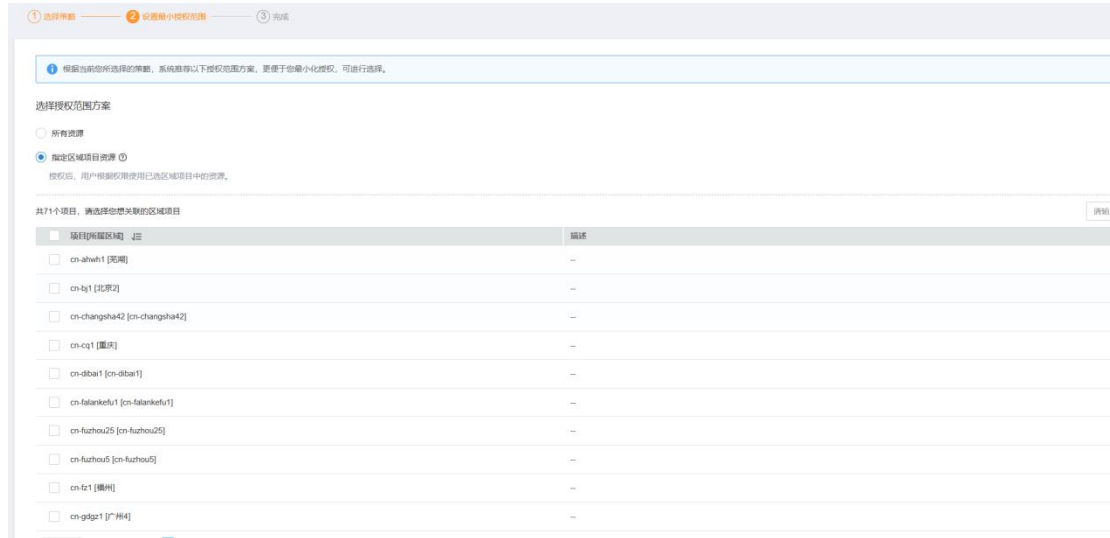 1 选择策略 2 设置最小授权范围 3 完成
根据当前您所选择的策略，系统推荐以下授权范围方案，更便于您最小化授权，可进行选择。
选择授权范围方案
所有资源
指定区域项目资源
授权后，用户根据权限使用已选区域项目中的资源。
共71个项目，请选择您想关联的区域项目
请输
项目[所属区域] 描述
cn-ahwh1 [芜湖] --
cn-bj1 [北京2] --
cn-changsha42 [cn-changsha42] --
cn-cq1 [重庆] --
cn-dibai1 [cn-dibai1] --
cn-falankefu1 [cn-falankefu1] --
cn-fuzhou25 [cn-fuzhou25] --
cn-fuzhou5 [cn-fuzhou5] --
cn-fz1 [福州] --
cn-gdgz1 [广州4] --